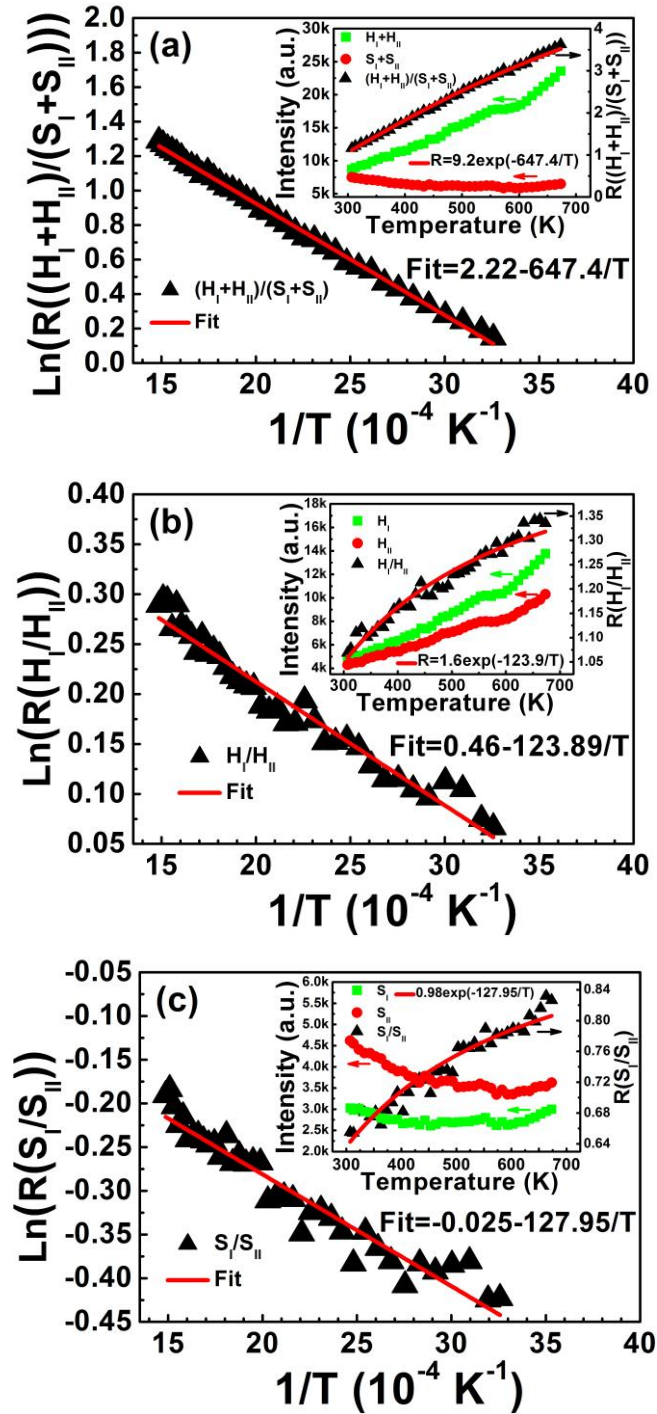 (a)
Ln(R((H_I+H_II)/(S_I+S_II)))
2.0
1.8
1.6
1.4
1.2
1.0
0.8
0.6
0.4
0.2
0.0
15 20 25 30 35 40
1/T (10^-4 K^-1)
(H_I+H_II)/(S_I+S_II)
Fit
Fit=2.22-647.4/T
Intensity (a.u.)
30k
28k
25k
23k
20k
18k
15k
13k
10k
8k
5k
H_I+H_II
S_I+S_II
(H_I+H_II)/(S_I+S_II)
R=9.2exp(-647.4/T)
300 400 500 600 700
Temperature (K)
4
3
2
1
0
R((H_I+H_II)/(S_I+S_II))
(b)
Ln(R(H_I/H_II))
0.40
0.35
0.30
0.25
0.20
0.15
0.10
0.05
15 20 25 30 35 40
1/T (10^-4 K^-1)
H_I/H_II
Fit
Fit=0.46-123.89/T
Intensity (a.u.)
18k
16k
14k
12k
10k
8k
6k
4k
H_I
H_II
H_I/H_II
R=1.6exp(-123.9/T)
300 400 500 600 700
Temperature (K)
1.35
1.30
1.25
1.20
1.15
1.10
1.05
R(H_I/H_II)
(c)
Ln(R(S_I/S_II))
-0.05
-0.10
-0.15
-0.20
-0.25
-0.30
-0.35
-0.40
-0.45
15 20 25 30 35 40
1/T (10^-4 K^-1)
S_I/S_II
Fit
Fit=-0.025-127.95/T
Intensity (a.u.)
6.0k
5.5k
5.0k
4.5k
4.0k
3.5k
3.0k
2.5k
2.0k
S_I
S_II
S_I/S_II
0.98exp(-127.95/T)
300 400 500 600 700
Temperature (K)
0.84
0.80
0.76
0.72
0.68
0.64
R(S_I/S_II)